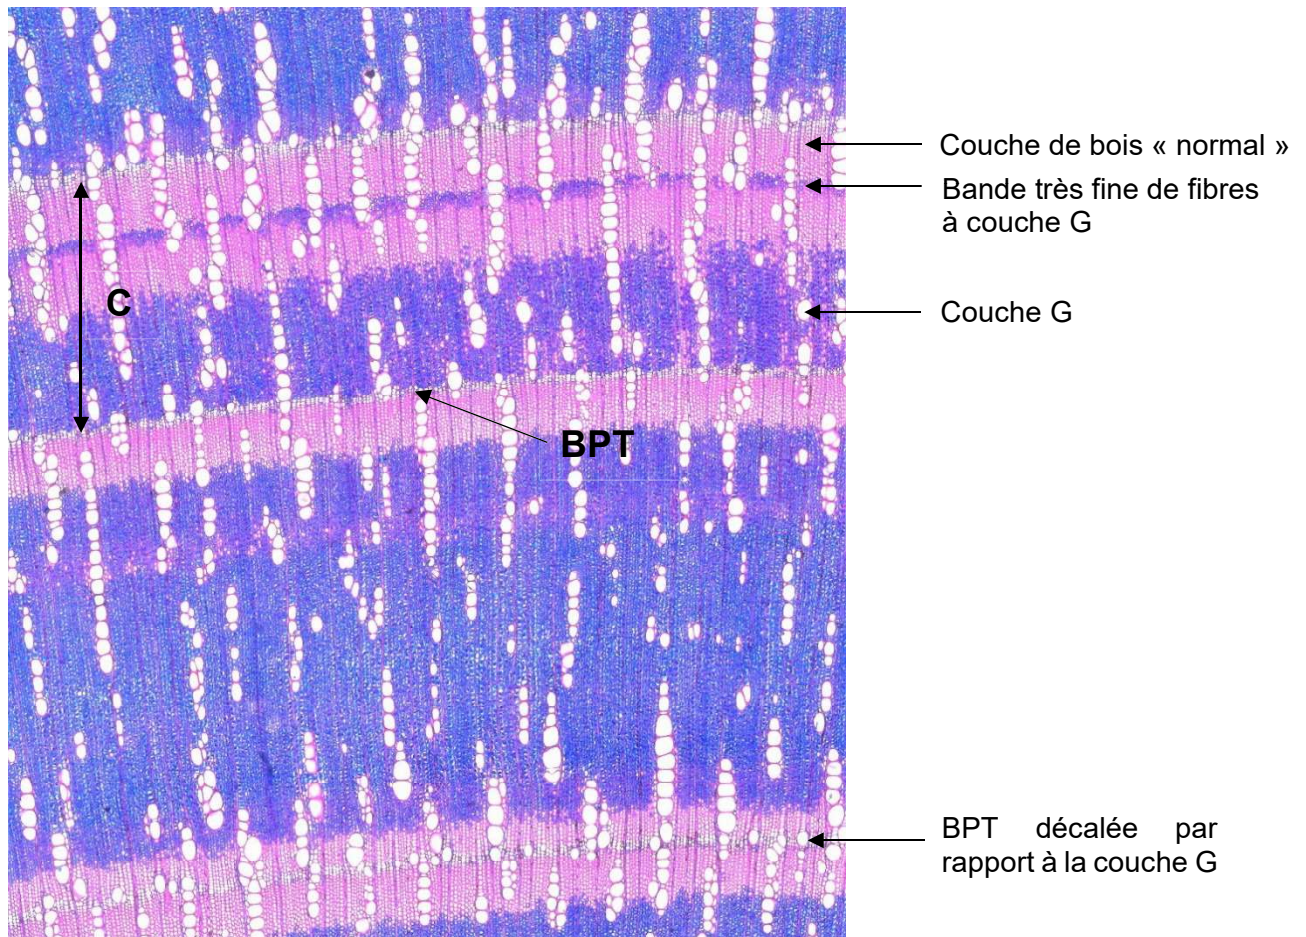 Couche de bois « normal »
Bande très fine de fibres
à couche G
C
Couche G
BPT
BPT décalée par
rapport à la couche G